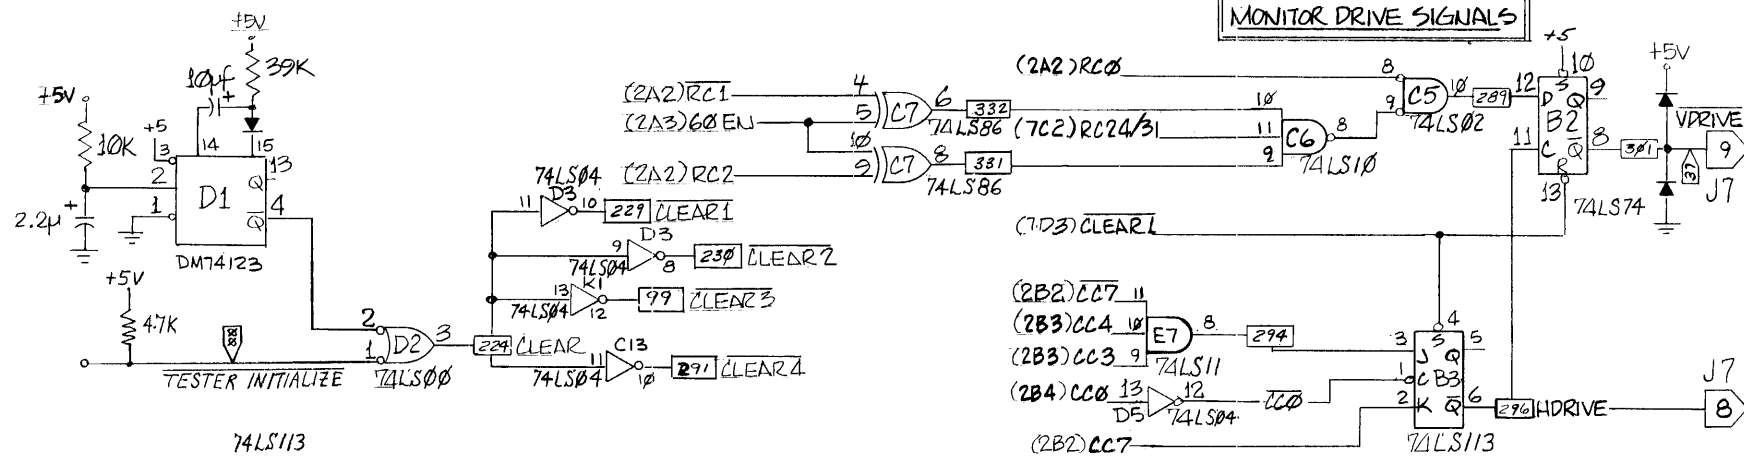 MONITOR DRIVE SIGNALS
+5V
39K
10µf
+
+5V
10K
+5
3
14
15
2
1
D1
13
Q
4
Q
2.2µ
+
DM74123
+5V
4.7K
2
1
D2
3
74LS00
TESTER INITIALIZE
224 CLEAR
74LS04
D3
11
10
229
CLEAR1
D3
9
74LS04
8
230
CLEAR2
K1
13
74LS04
12
99
CLEAR3
C13
11
74LS04
10
291
CLEAR4
74LS113
(2A2) RC0
8
(2A2) RC1
4
(2A3) 60EN
5
C7
6
332
74LS86
10
9
C7
8
331
74LS86
(2A2) RC2
(7C2) RC24/31
10
11
9
C6
8
74LS10
9
C5
10
289
74LS02
+5
10
12
D
S
Q
9
B2
11
C
Q
8
R
13
74LS74
301
+5V
VDRIVE
37
9
J7
(7D3) CLEAR1
(2B2) CC7
11
(2B3) CC4
10
E7
8
294
(2B3) CC3
9
74LS11
(2B4) CC0
13
12
D5
74LS04
CC0
(2B2) CC7
4
3
J
S
Q
5
1
C
B3
2
K
Q
6
74LS113
296
HDRIVE
J7
8